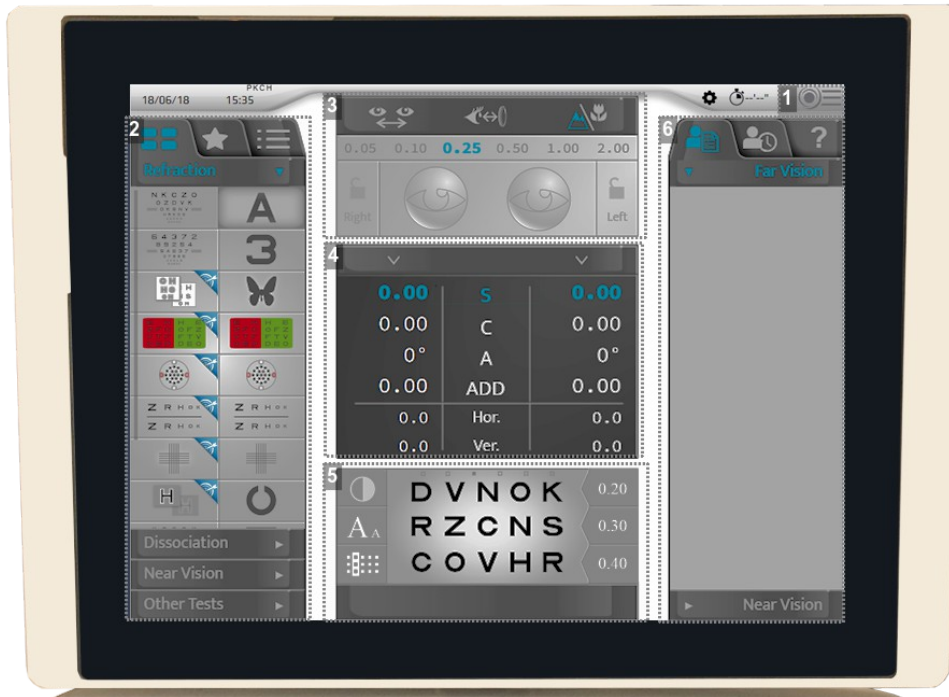 PKCH
18/06/18 15:35 --'--" 1
2
Refraction
A
3
Z R H O K Z R H O K
Z R H O K Z R H O K
H
Dissociation
Near Vision
Other Tests
3
0.05 0.10 0.25 0.50 1.00 2.00
Right Left
4
0.00 S 0.00
0.00 C 0.00
0° A 0°
0.00 ADD 0.00
0.0 Hor. 0.0
0.0 Ver. 0.0
5
D V N O K 0.20
A A R Z C N S 0.30
C O V H R 0.40
6
?
Far Vision
Near Vision